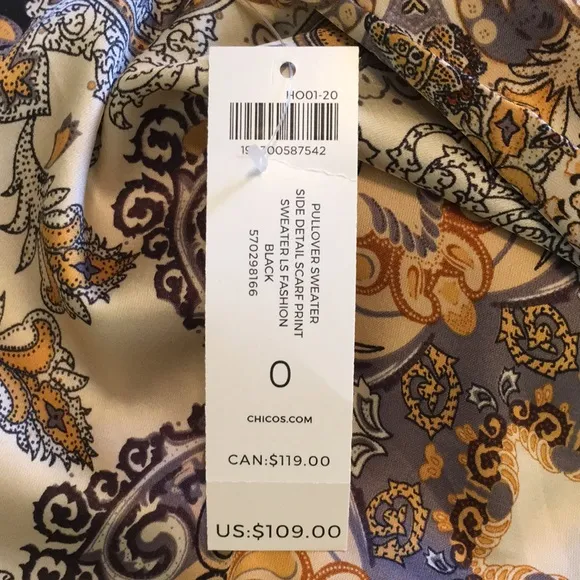 HO01-20
PULLOVER SWEATER
SIDE DETAIL SCARF PRINT
SWEATER LS FASHION
BLACK
570298166
0
CHICOS.COM
CAN:$119.00
US:$109.00